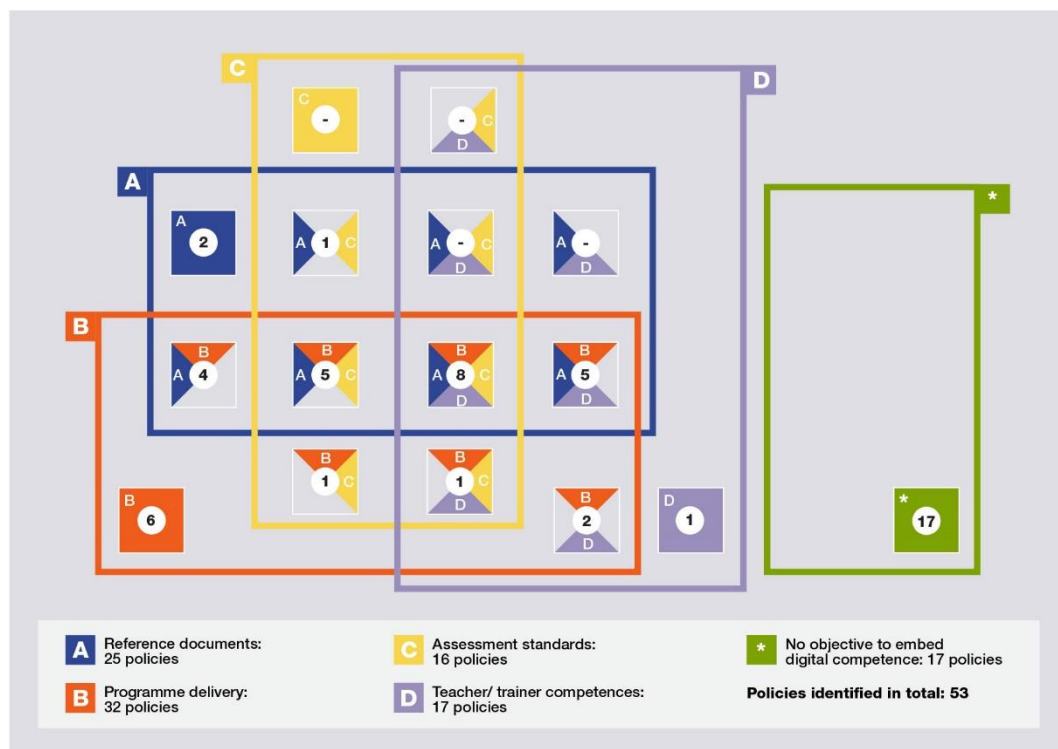 C
D
C
-
-
C
D
A
*
A
2
A 1 C
A - C
D
A -
D
B
B
A 4
B
A 5 C
B
A 8 C
D
B
A 5
D
B
1 C
B
1 C
D
B
6
B
2
D
D
1
*
17
A Reference documents:
25 policies
C Assessment standards:
16 policies
* No objective to embed
digital competence: 17 policies
B Programme delivery:
32 policies
D Teacher/ trainer competences:
17 policies
Policies identified in total: 53